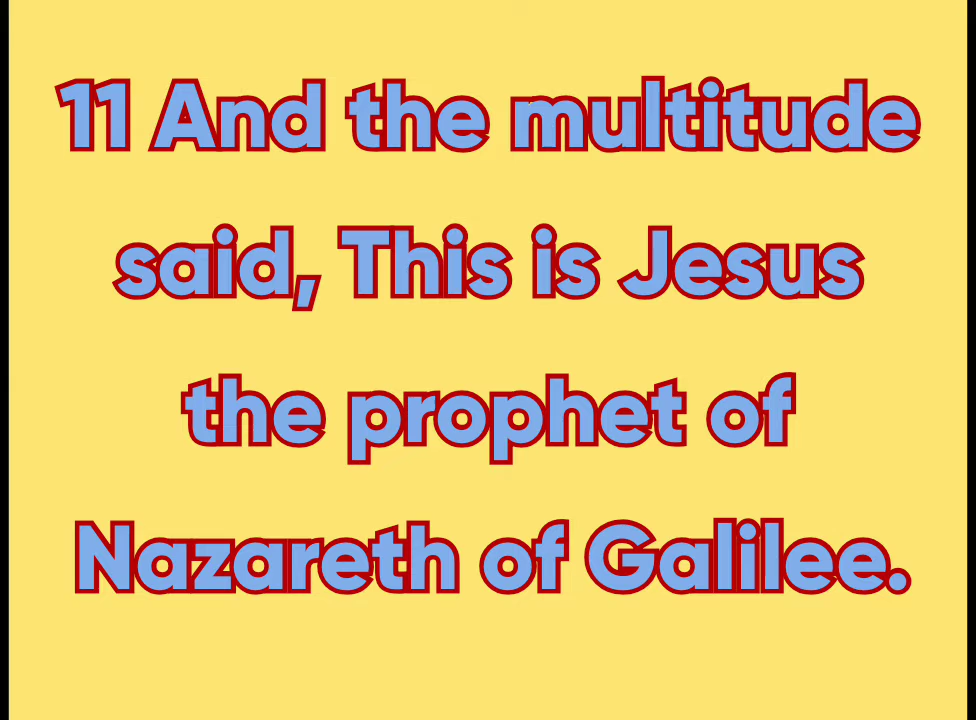 11 And the multitude
said, This is Jesus
the prophet of
Nazareth of Galilee.